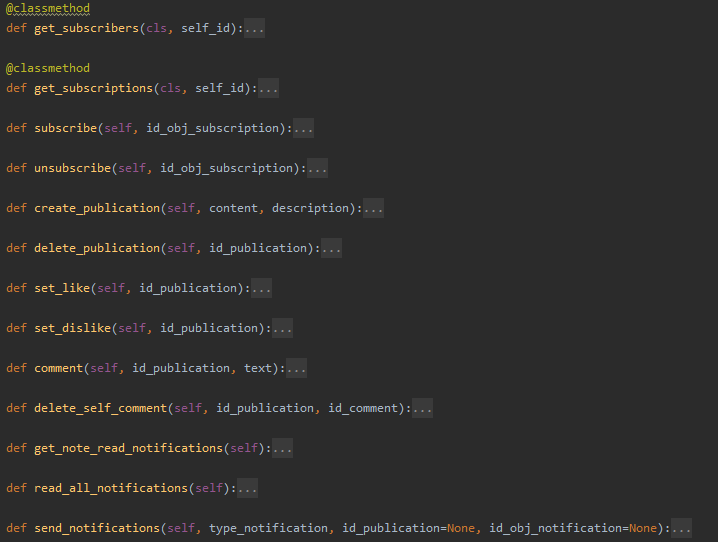 @classmethod
def get_subscribers(cls, self_id):...
@classmethod
def get_subscriptions(cls, self_id):...
def subscribe(self, id_obj_subscription):...
def unsubscribe(self, id_obj_subscription):...
def create_publication(self, content, description):...
def delete_publication(self, id_publication):...
def set_like(self, id_publication):...
def set_dislike(self, id_publication):...
def comment(self, id_publication, text):...
def delete_self_comment(self, id_publication, id_comment):...
def get_note_read_notifications(self):...
def read_all_notifications(self):...
def send_notifications(self, type_notification, id_publication=None, id_obj_notification=None):...